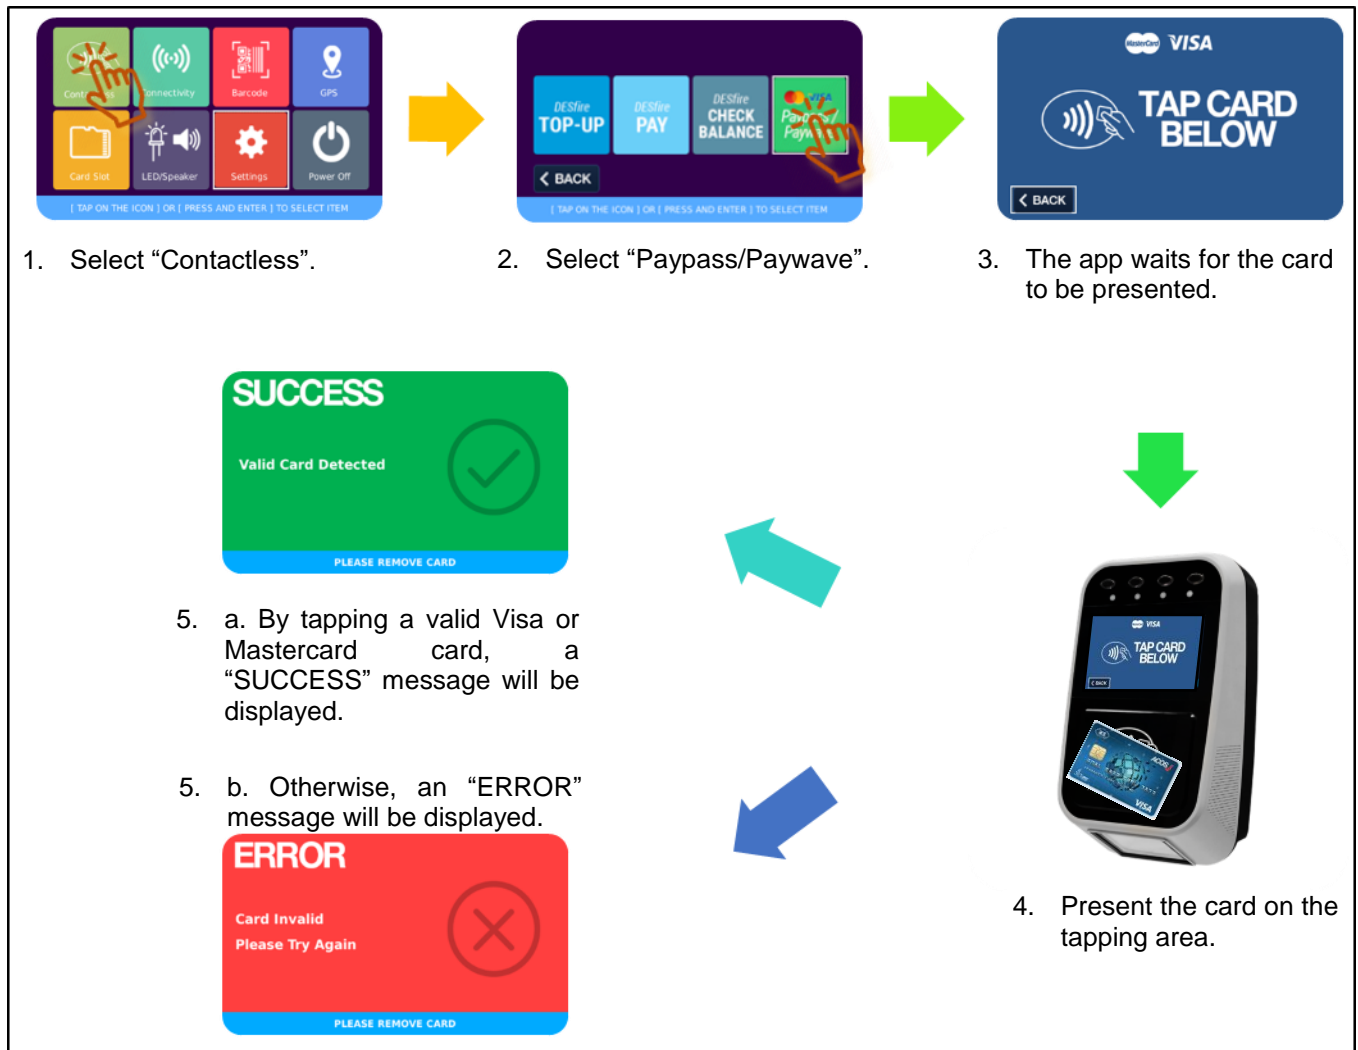 Connectivity
Barcode
GPS
Card Slot
LED/Speaker
Settings
Power Off
[ TAP ON THE ICON ] OR [ PRESS AND ENTER ] TO SELECT ITEM
1. Select “Contactless”.
DESfire
TOP-UP
DESfire
PAY
DESfire
CHECK
BALANCE
VISA
BACK
[ TAP ON THE ICON ] OR [ PRESS AND ENTER ] TO SELECT ITEM
2. Select “Paypass/Paywave”.
MasterCard VISA
TAP CARD
BELOW
BACK
3. The app waits for the card
to be presented.
SUCCESS
Valid Card Detected
PLEASE REMOVE CARD
5. a. By tapping a valid Visa or
Mastercard card, a
“SUCCESS” message will be
displayed.
5. b. Otherwise, an “ERROR”
message will be displayed.
ERROR
Card Invalid
Please Try Again
PLEASE REMOVE CARD
VISA
TAP CARD
BELOW
BACK
ACOS
VISA
4. Present the card on the
tapping area.